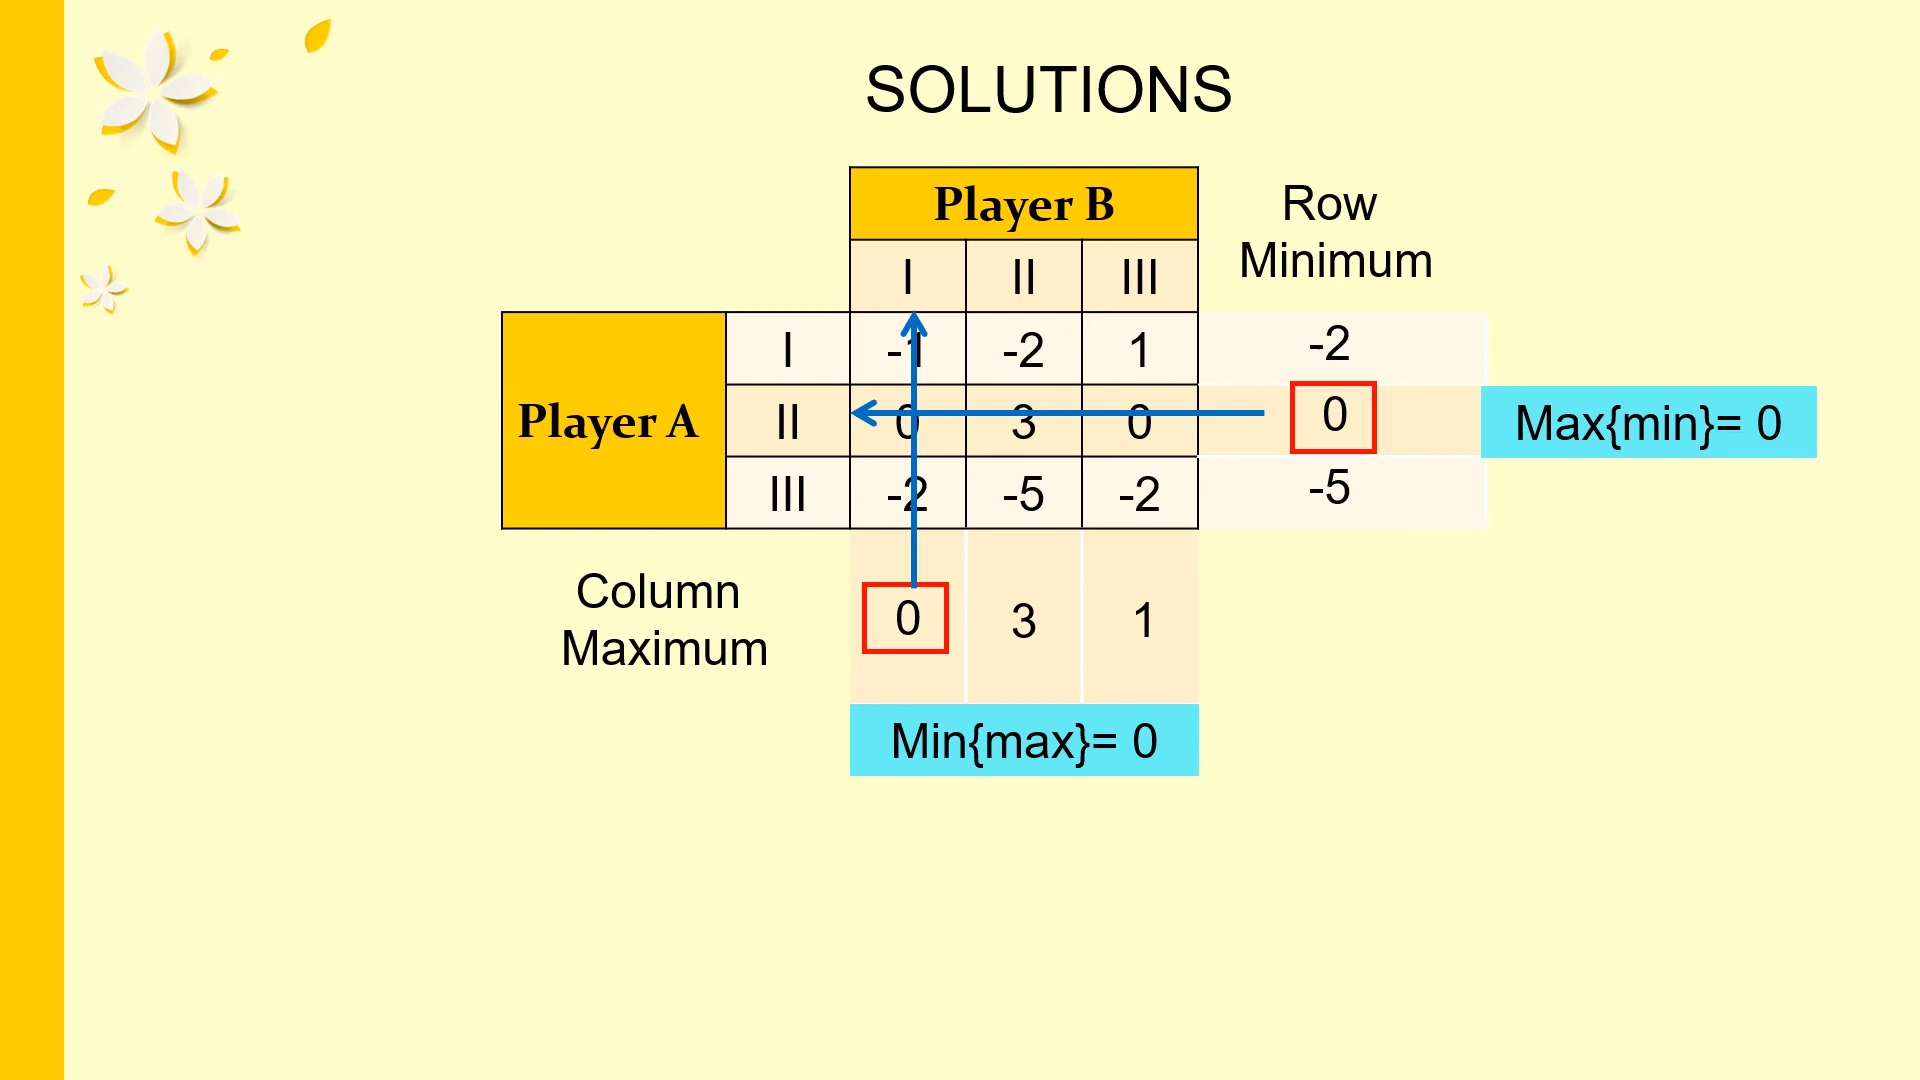 SOLUTIONS
Player B
Row
Minimum
I II III
Player A
I -1 -2 1 -2
II 0 3 0 0 Max{min}= 0
III -2 -5 -2 -5
Column
Maximum
0 3 1
Min{max}= 0